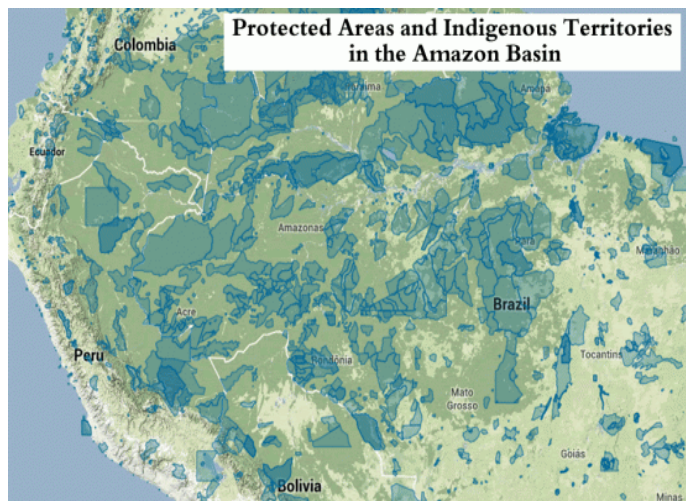 Protected Areas and Indigenous Territories
in the Amazon Basin
Colombia
Roraima
Amapá
Ecuador
Amazonas
Pará
Maranhão
Acre
Brazil
Peru
Rondônia
Tocantins
Mato
Grosso
Goiás
Bolivia
Minas